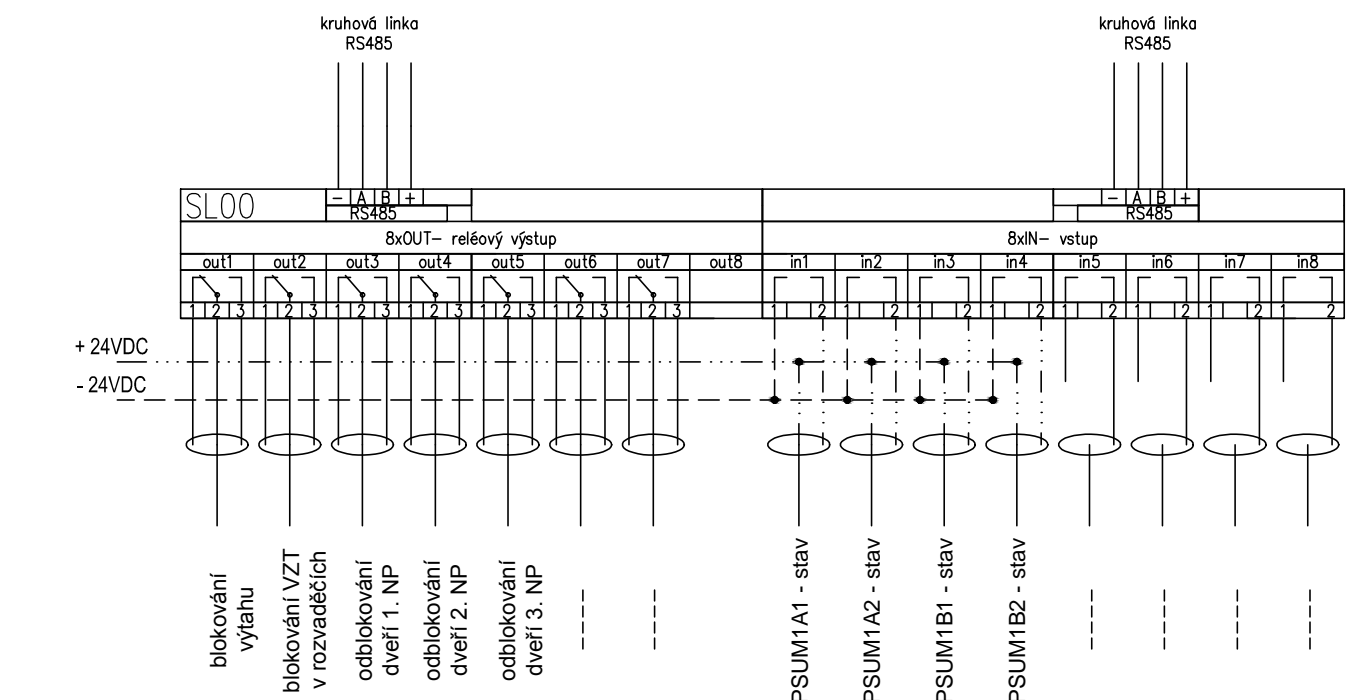 kruhová linka
RS485
kruhová linka
RS485
SL00
- A B +
RS485
- A B +
RS485
8xOUT- reléový výstup
8xIN- vstup
out1 out2 out3 out4 out5 out6 out7 out8 in1 in2 in3 in4 in5 in6 in7 in8
1 2 3 1 2 3 1 2 3 1 2 3 1 2 3 1 2 3 1 2 3 1 2 1 2 1 2 1 2 1 2 1 2 1 2 1 2
+ 24VDC
- 24VDC
blokování
výtahu
blokování VZT
v rozvaděčích
odblokování
dveří 1. NP
odblokování
dveří 2. NP
odblokování
dveří 3. NP
PSUM1A1 - stav
PSUM1A2 - stav
PSUM1B1 - stav
PSUM1B2 - stav